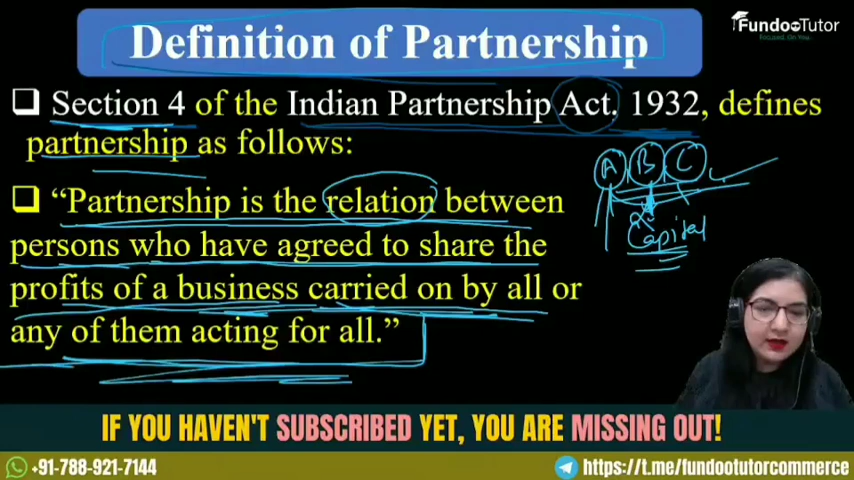 Definition of Partnership
FundooTutor
Focused. On You.
Section 4 of the Indian Partnership Act. 1932, defines
partnership as follows:
A B C
Capital
“Partnership is the relation between
persons who have agreed to share the
profits of a business carried on by all or
any of them acting for all.”
IF YOU HAVEN'T SUBSCRIBED YET, YOU ARE MISSING OUT!
+91-788-921-7144
https://t.me/fundootutorcommerce